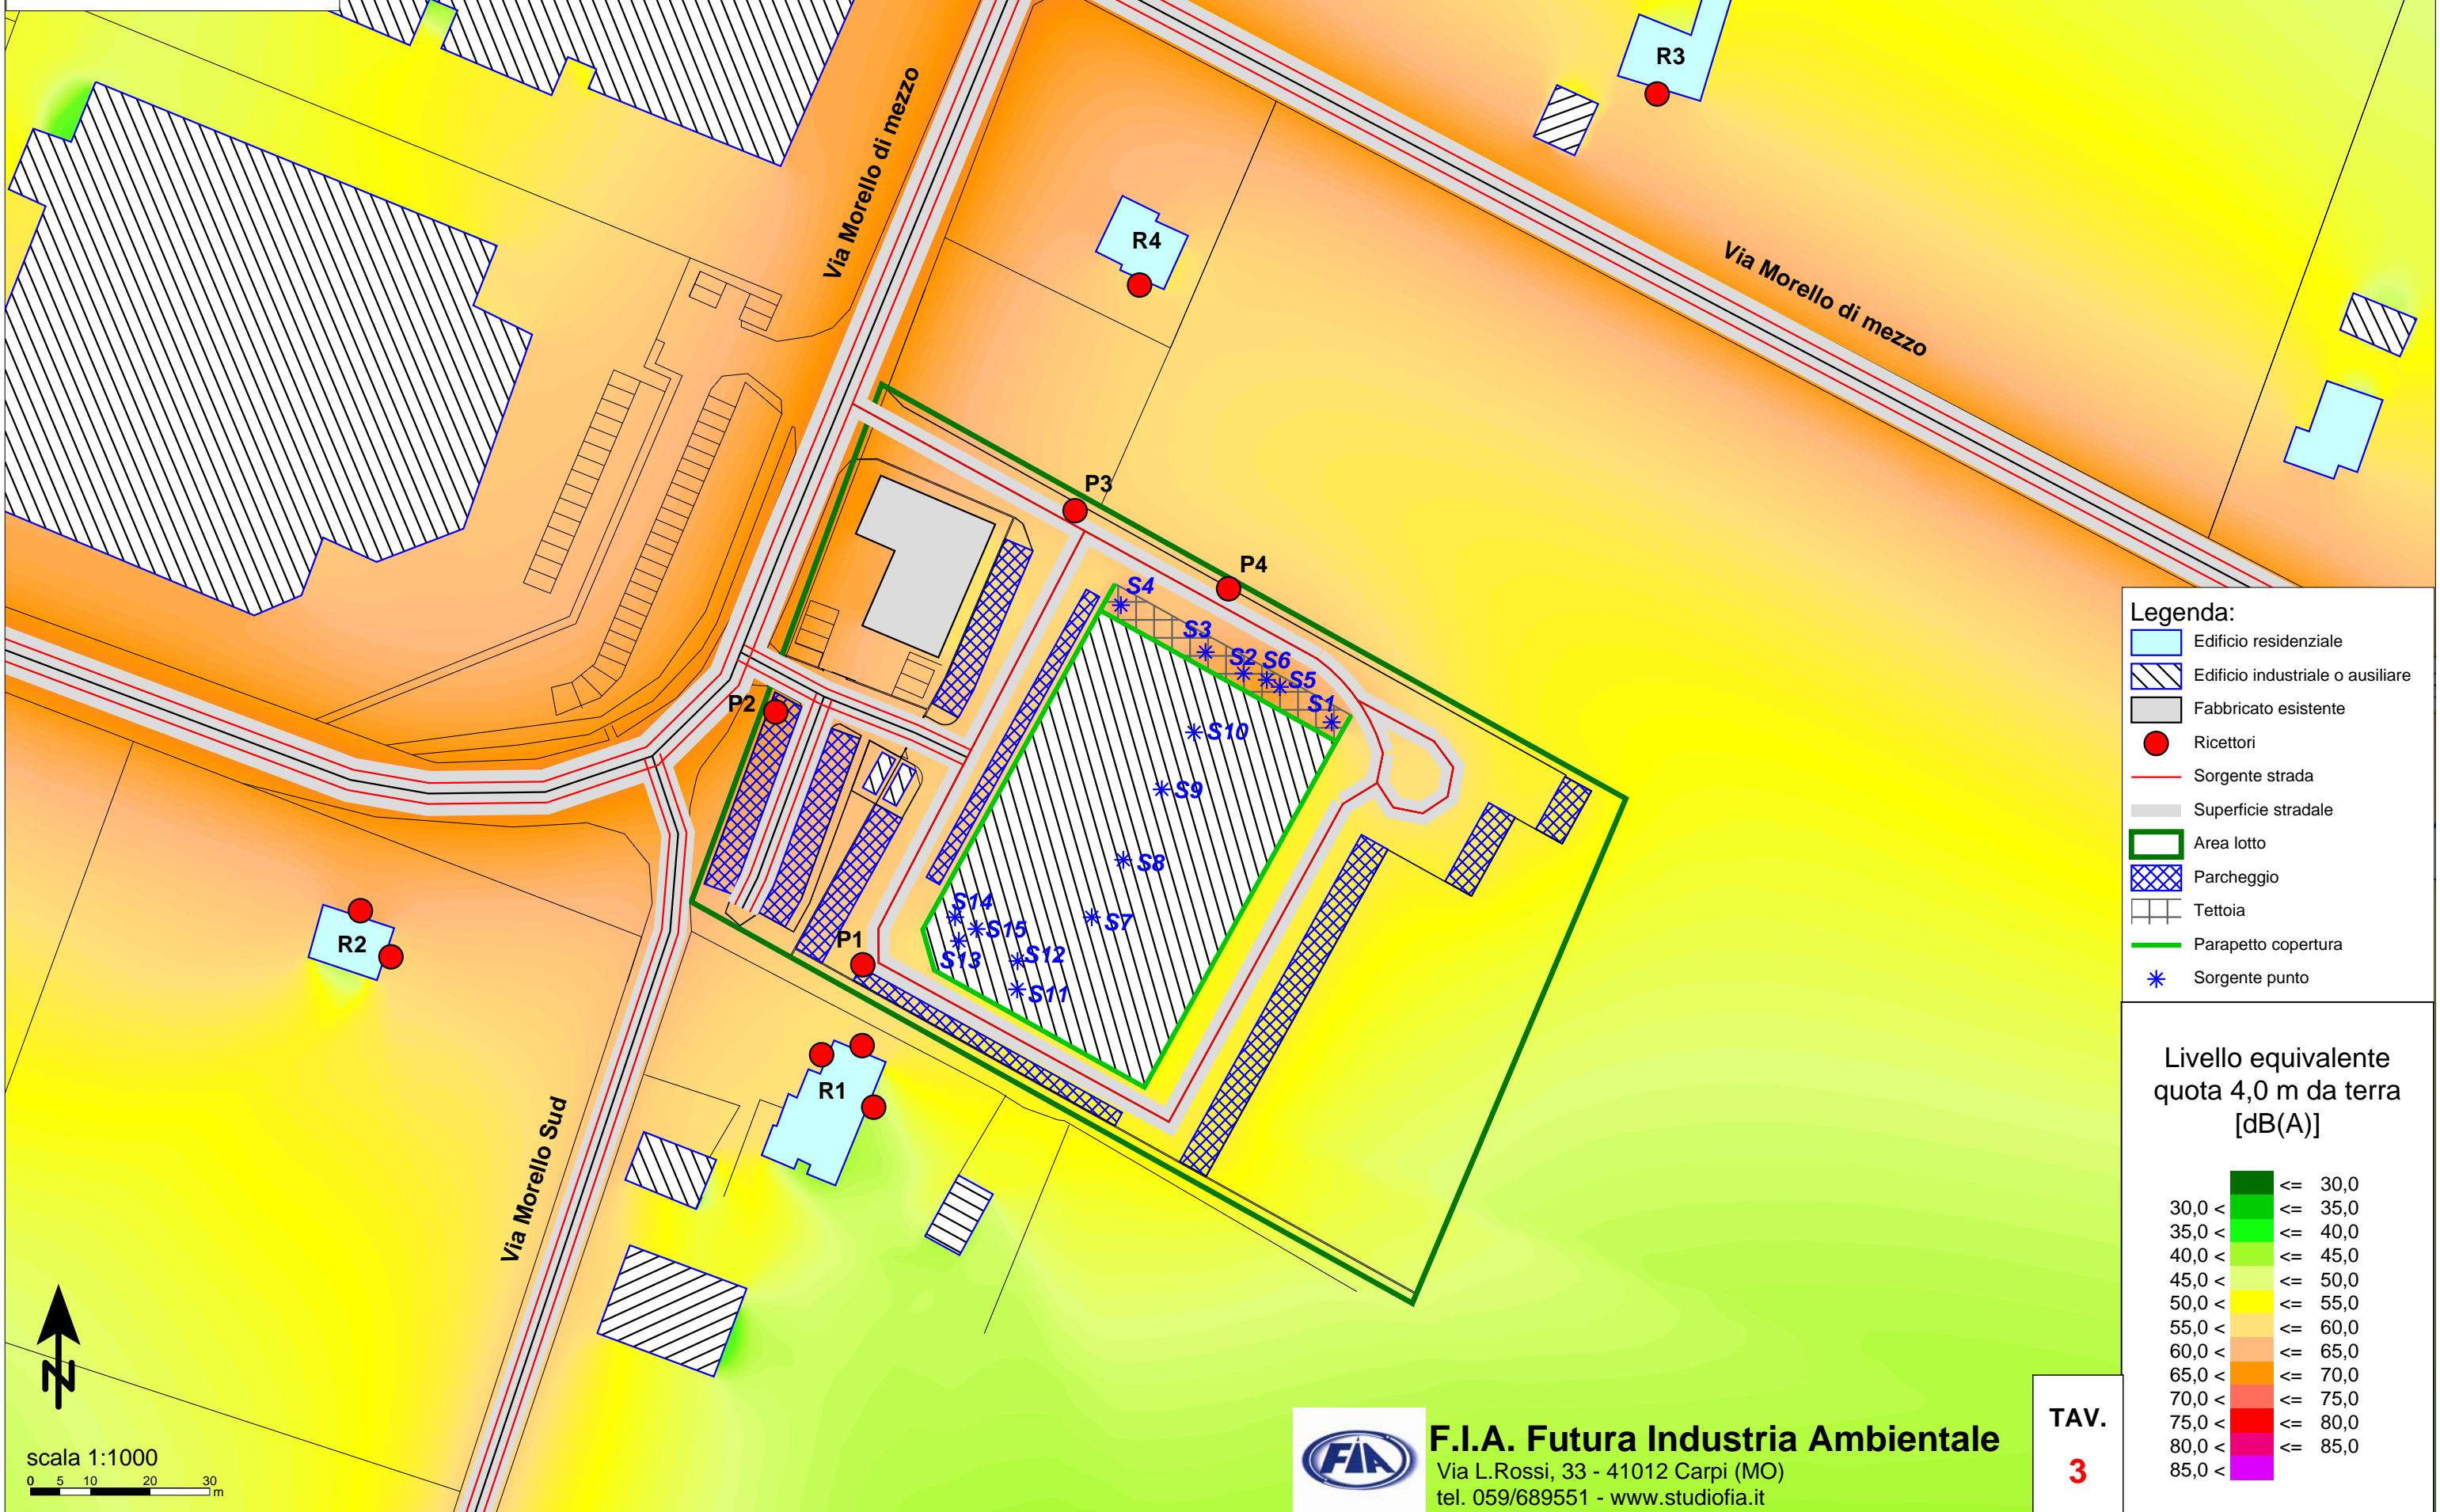 R3
Via Morello di mezzo
R4
Via Morello di mezzo
P3
P4
S4
S3
S2
S6
S5
S1
P2
S10
S9
S8
S14
S7
S15
P1
S12
S13
S11
R2
R1
Via Morello Sud
Legenda:
Edificio residenziale
Edificio industriale o ausiliare
Fabbricato esistente
Ricettori
Sorgente strada
Superficie stradale
Area lotto
Parcheggio
Tettoia
Parapetto copertura
Sorgente punto
Livello equivalente
quota 4,0 m da terra
[dB(A)]
<= 30,0
30,0 < <= 35,0
35,0 < <= 40,0
40,0 < <= 45,0
45,0 < <= 50,0
50,0 < <= 55,0
55,0 < <= 60,0
60,0 < <= 65,0
65,0 < <= 70,0
70,0 < <= 75,0
75,0 < <= 80,0
80,0 < <= 85,0
85,0 <
N
scala 1:1000
0 5 10 20 30
m
FIA
F.I.A. Futura Industria Ambientale
Via L.Rossi, 33 - 41012 Carpi (MO)
tel. 059/689551 - www.studiofia.it
TAV.
3